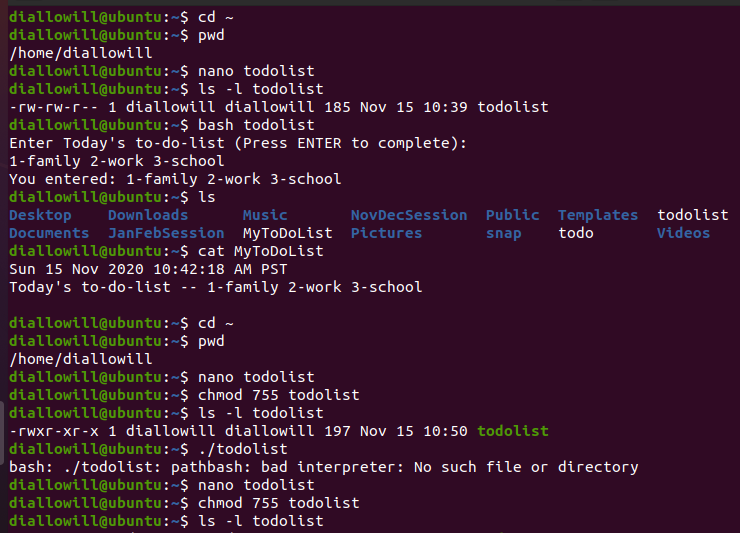 diallowill@ubuntu:~$ cd ~
diallowill@ubuntu:~$ pwd
/home/diallowill
diallowill@ubuntu:~$ nano todolist
diallowill@ubuntu:~$ ls -l todolist
-rw-rw-r-- 1 diallowill diallowill 185 Nov 15 10:39 todolist
diallowill@ubuntu:~$ bash todolist
Enter Today's to-do-list (Press ENTER to complete):
1-family 2-work 3-school
You entered: 1-family 2-work 3-school
diallowill@ubuntu:~$ ls
Desktop    Downloads      Music       NovDecSession  Public  Templates  todolist
Documents  JanFebSession  MyToDoList  Pictures       snap    todo       Videos
diallowill@ubuntu:~$ cat MyToDoList
Sun 15 Nov 2020 10:42:18 AM PST
Today's to-do-list -- 1-family 2-work 3-school
diallowill@ubuntu:~$ cd ~
diallowill@ubuntu:~$ pwd
/home/diallowill
diallowill@ubuntu:~$ nano todolist
diallowill@ubuntu:~$ chmod 755 todolist
diallowill@ubuntu:~$ ls -l todolist
-rwxr-xr-x 1 diallowill diallowill 197 Nov 15 10:50 todolist
diallowill@ubuntu:~$ ./todolist
bash: ./todolist: pathbash: bad interpreter: No such file or directory
diallowill@ubuntu:~$ nano todolist
diallowill@ubuntu:~$ chmod 755 todolist
diallowill@ubuntu:~$ ls -l todolist